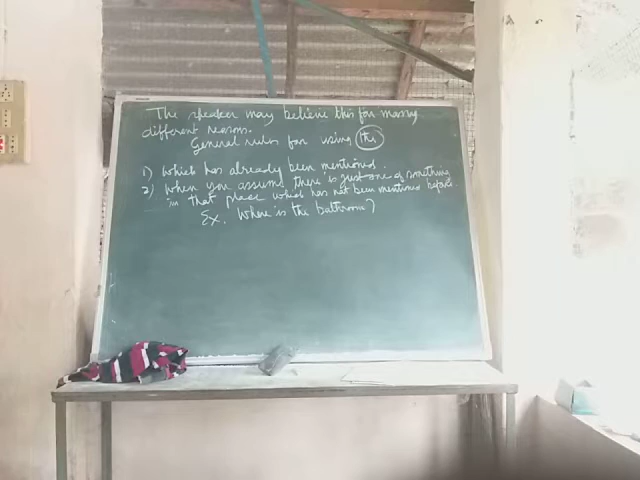 The speaker may believe this for many
different reasons.
General rules for using the
1) which has already been mentioned.
2) when you assume there is just one of something
in that place which has not been mentioned before.
Ex. Where is the bathroom?